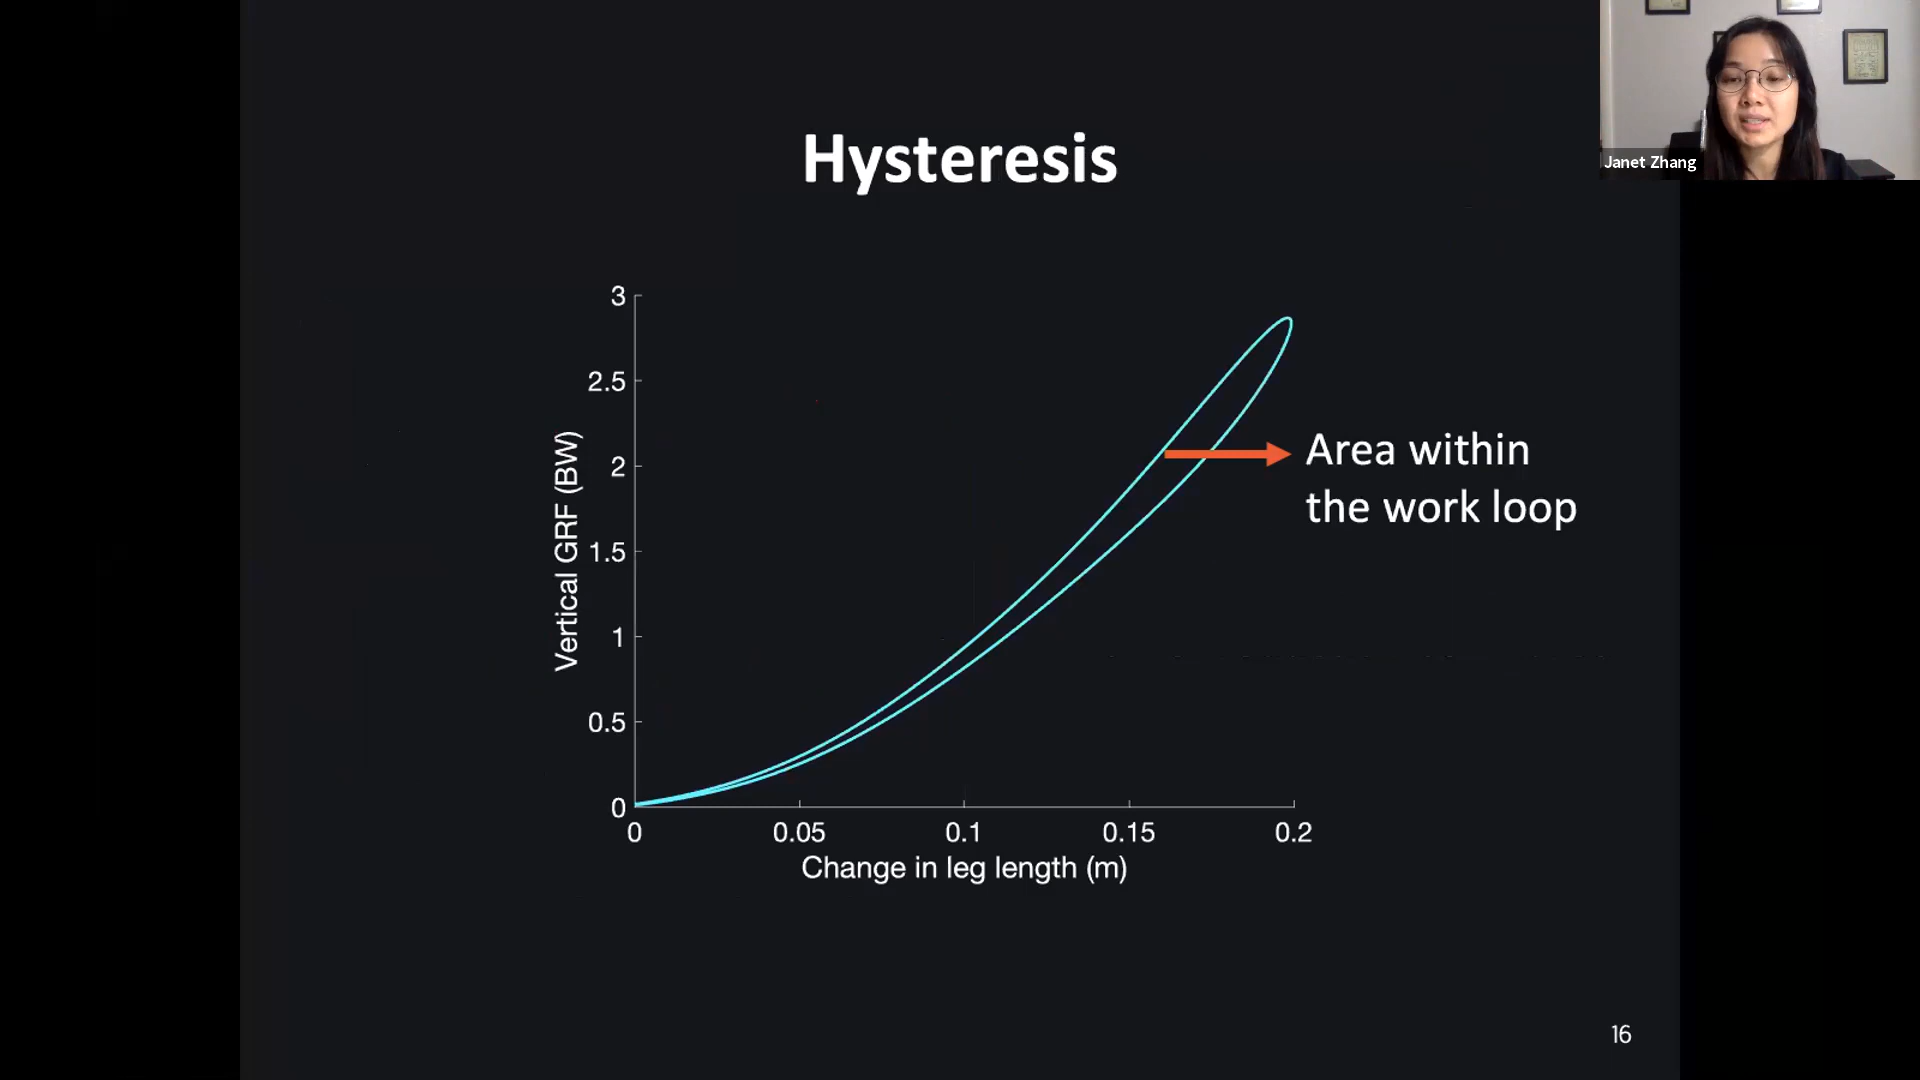 Janet Zhang
Hysteresis
3
2.5
2
1.5
1
0.5
0
Vertical GRF (BW)
0 0.05 0.1 0.15 0.2
Change in leg length (m)
Area within
the work loop
16